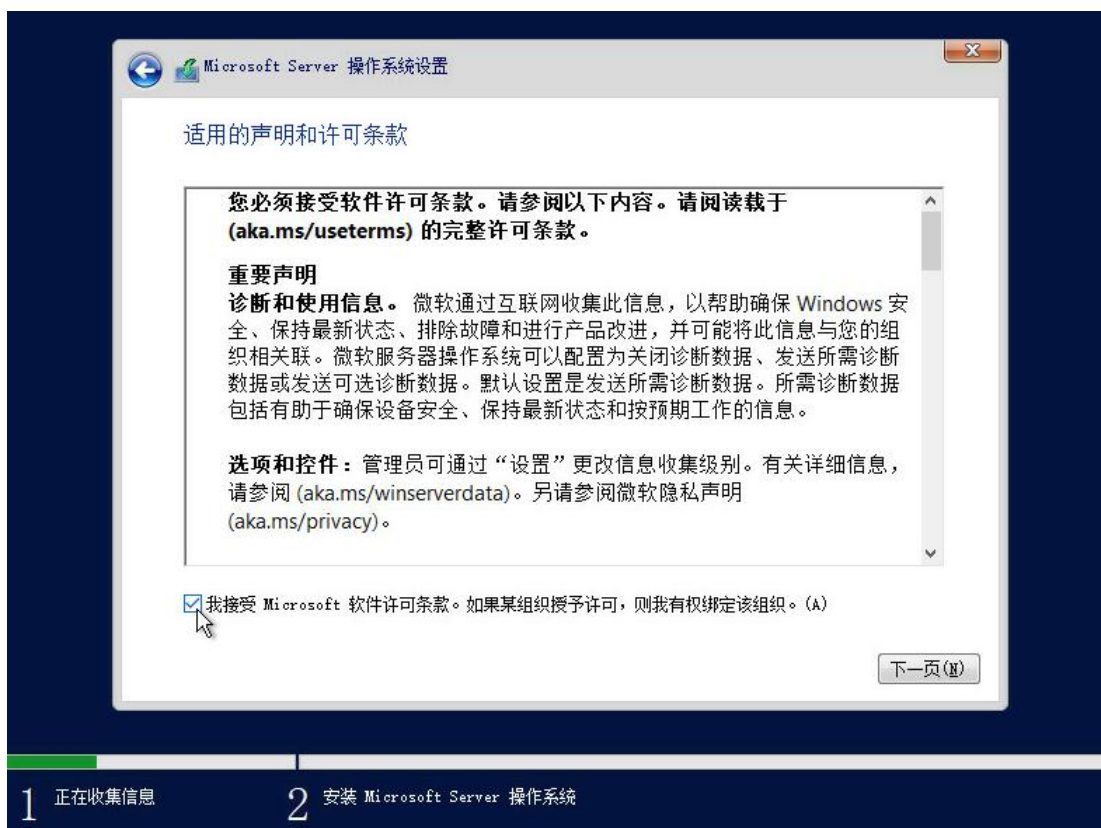 Microsoft Server 操作系统设置
适用的声明和许可条款
您必须接受软件许可条款。请参阅以下内容。请阅读载于
(aka.ms/useterms) 的完整许可条款。
重要声明
诊断和使用信息。 微软通过互联网收集此信息，以帮助确保 Windows 安
全、保持最新状态、排除故障和进行产品改进，并可能将此信息与您的组
织相关联。微软服务器操作系统可以配置为关闭诊断数据、发送所需诊断
数据或发送可选诊断数据。默认设置是发送所需诊断数据。所需诊断数据
包括有助于确保设备安全、保持最新状态和按预期工作的信息。
选项和控件：管理员可通过“设置”更改信息收集级别。有关详细信息，
请参阅 (aka.ms/winserverdata)。另请参阅微软隐私声明
(aka.ms/privacy)。
我接受 Microsoft 软件许可条款。如果某组织授予许可，则我有权绑定该组织。(A)
下一页(N)
1 正在收集信息
2 安装 Microsoft Server 操作系统